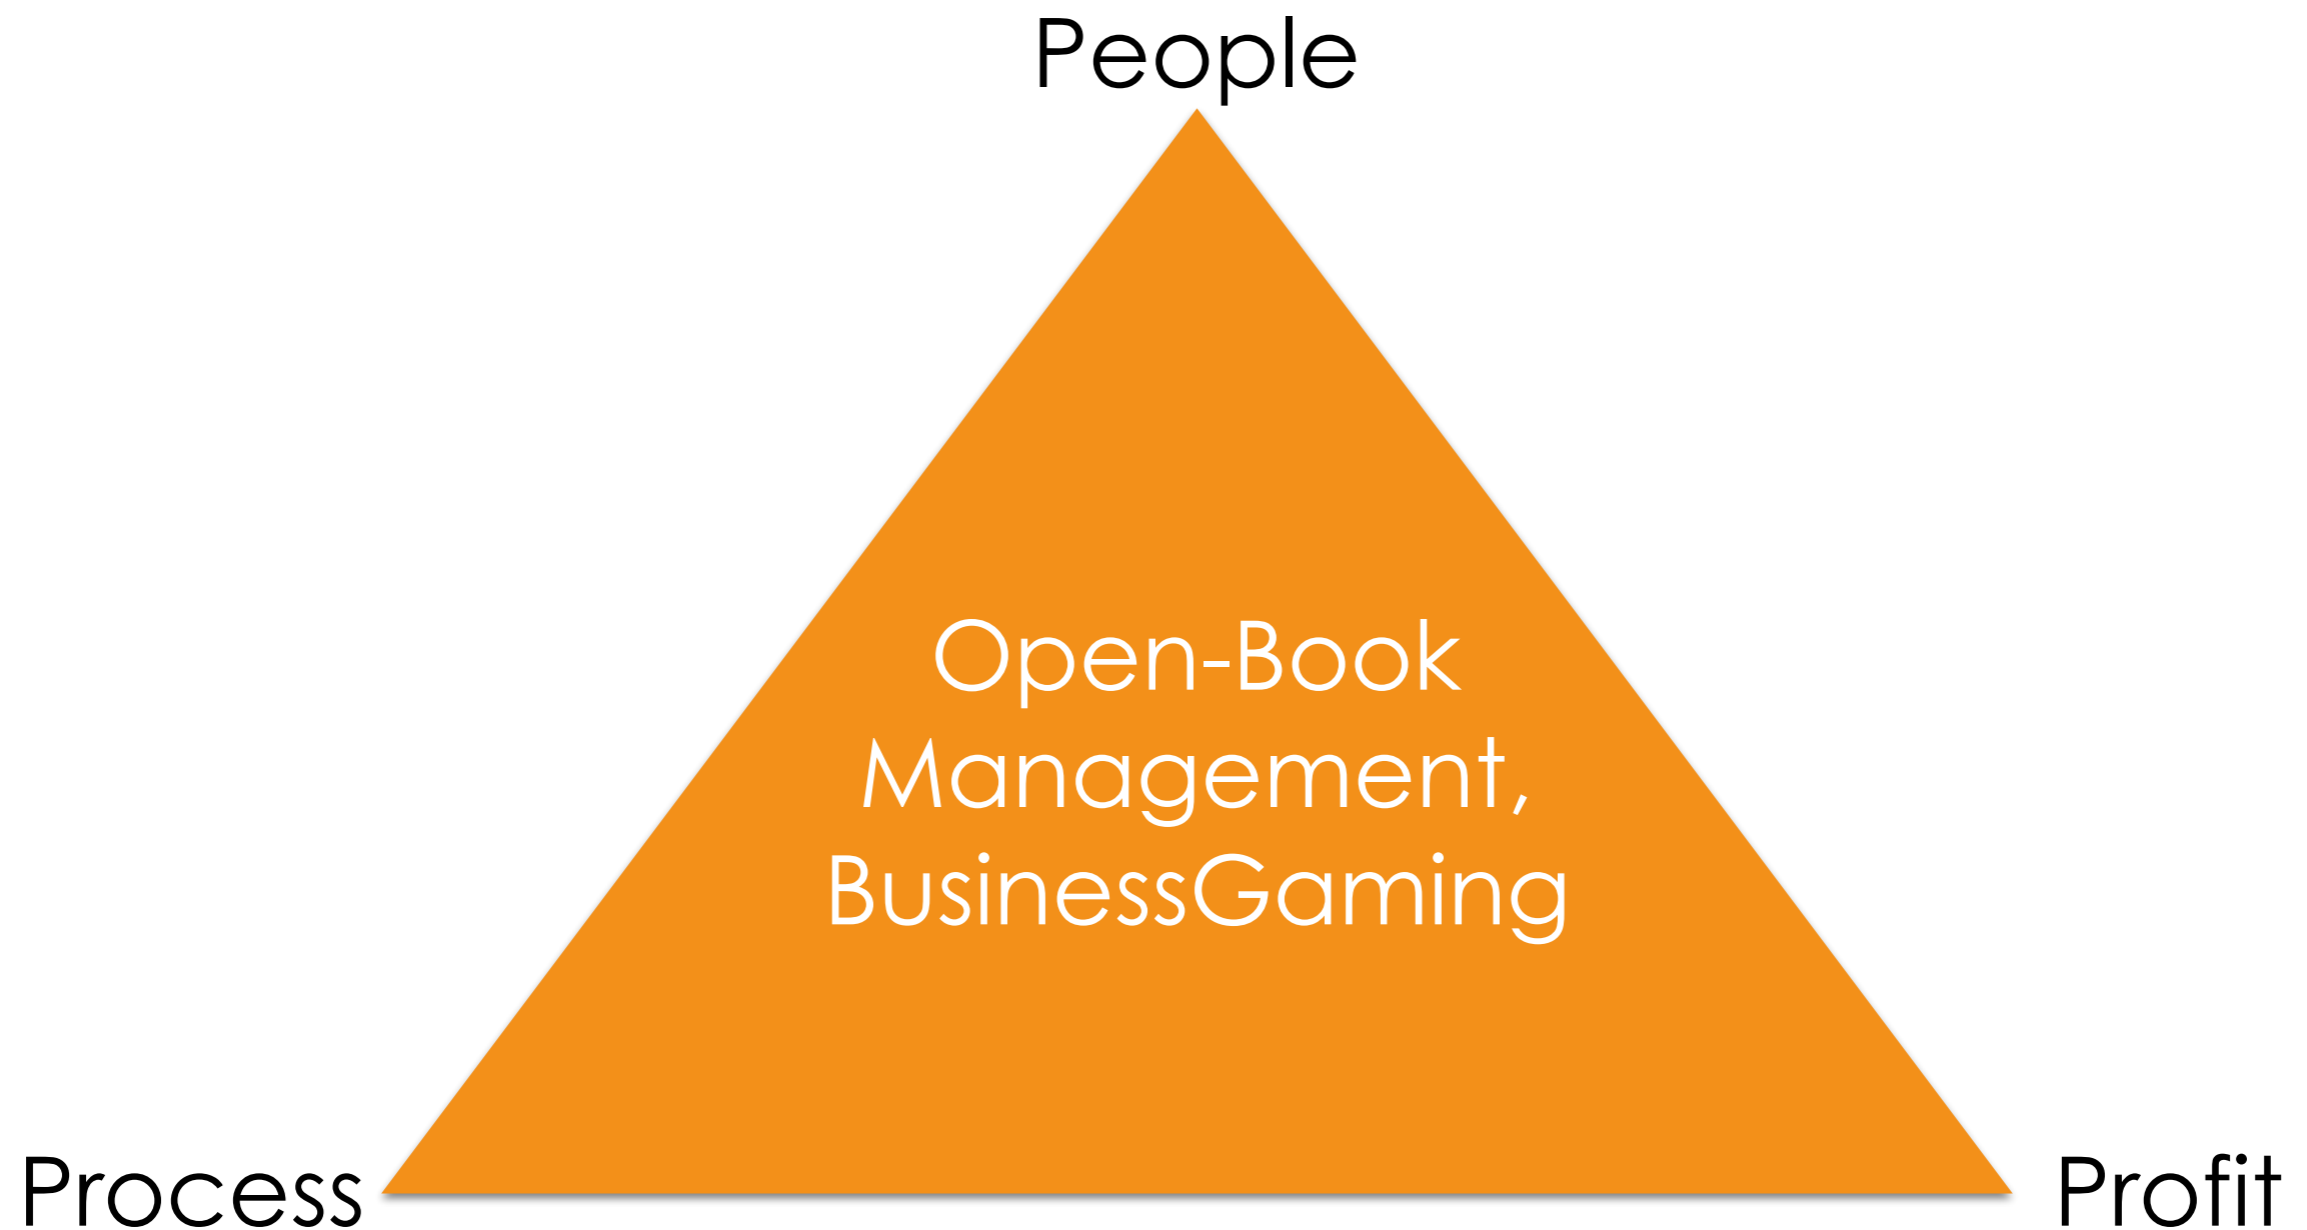 People
Open-Book
Management,
BusinessGaming
Process
Profit